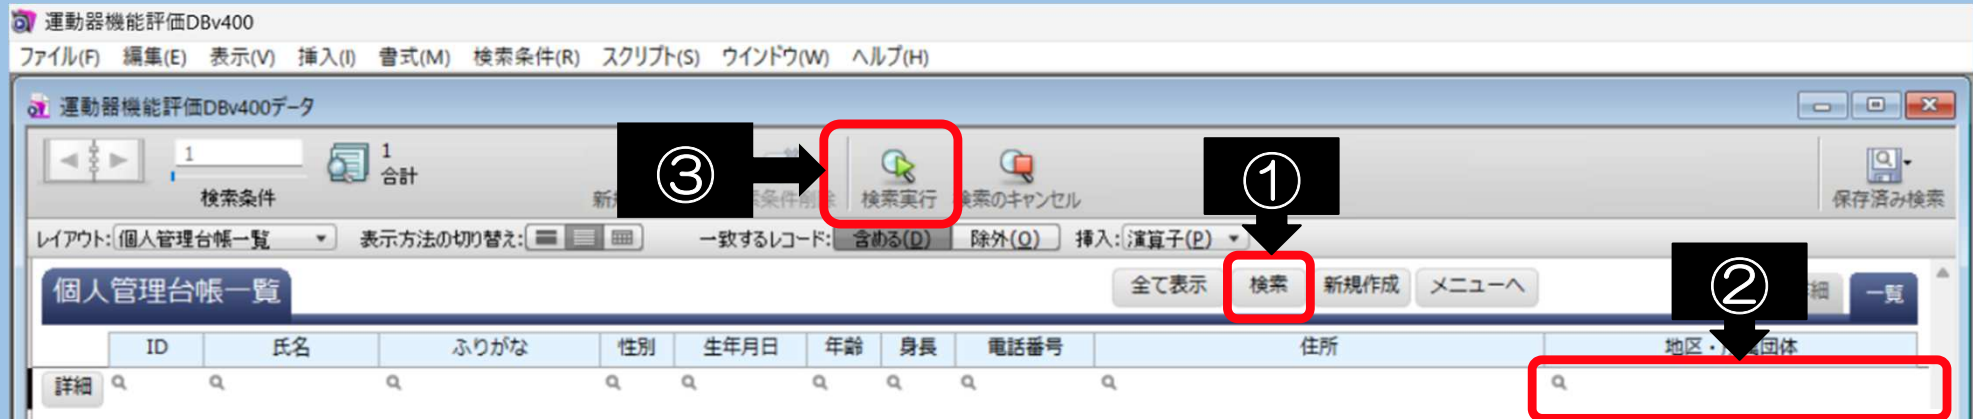 運動器機能評価DBv400
ファイル(F) 編集(E) 表示(V) 挿入(I) 書式(M) 検索条件(R) スクリプト(S) ウインドウ(W) ヘルプ(H)
運動器機能評価DBv400データ
1
1
合計
検索条件
新
③
検索実行
検索のキャンセル
①
保存済み検索
レイアウト: 個人管理台帳一覧 表示方法の切り替え: 一致するレコード: 含める(D) 除外(O) 挿入: 演算子(P)
個人管理台帳一覧
全て表示 検索 新規作成 メニューへ
②
細 一覧
ID 氏名 ふりがな 性別 生年月日 年齢 身長 電話番号 住所 地区・団体
詳細